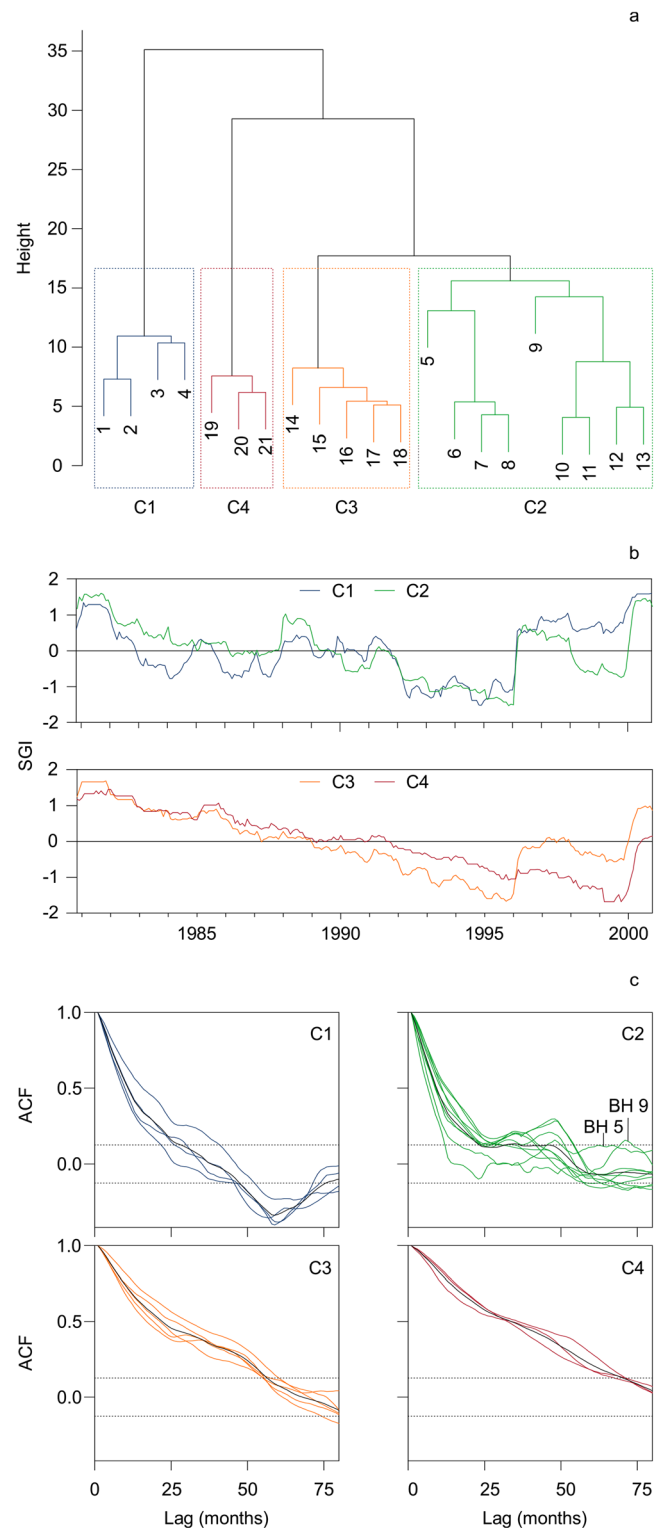 a
35
30
25
20
15
10
5
0
Height
1 2 3 4 19 20 21 14 15 16 17 18 5 6 7 8 9 10 11 12 13
C1 C4 C3 C2
b
2
1
0
-1
-2
C1 C2
SGI
2
1
0
-1
-2
C3 C4
1985 1990 1995 2000
c
1.0
0.5
0.0
ACF
C1
C2
BH 9
BH 5
1.0
0.5
0.0
ACF
C3
C4
0 25 50 75
0 25 50 75
Lag (months)
Lag (months)